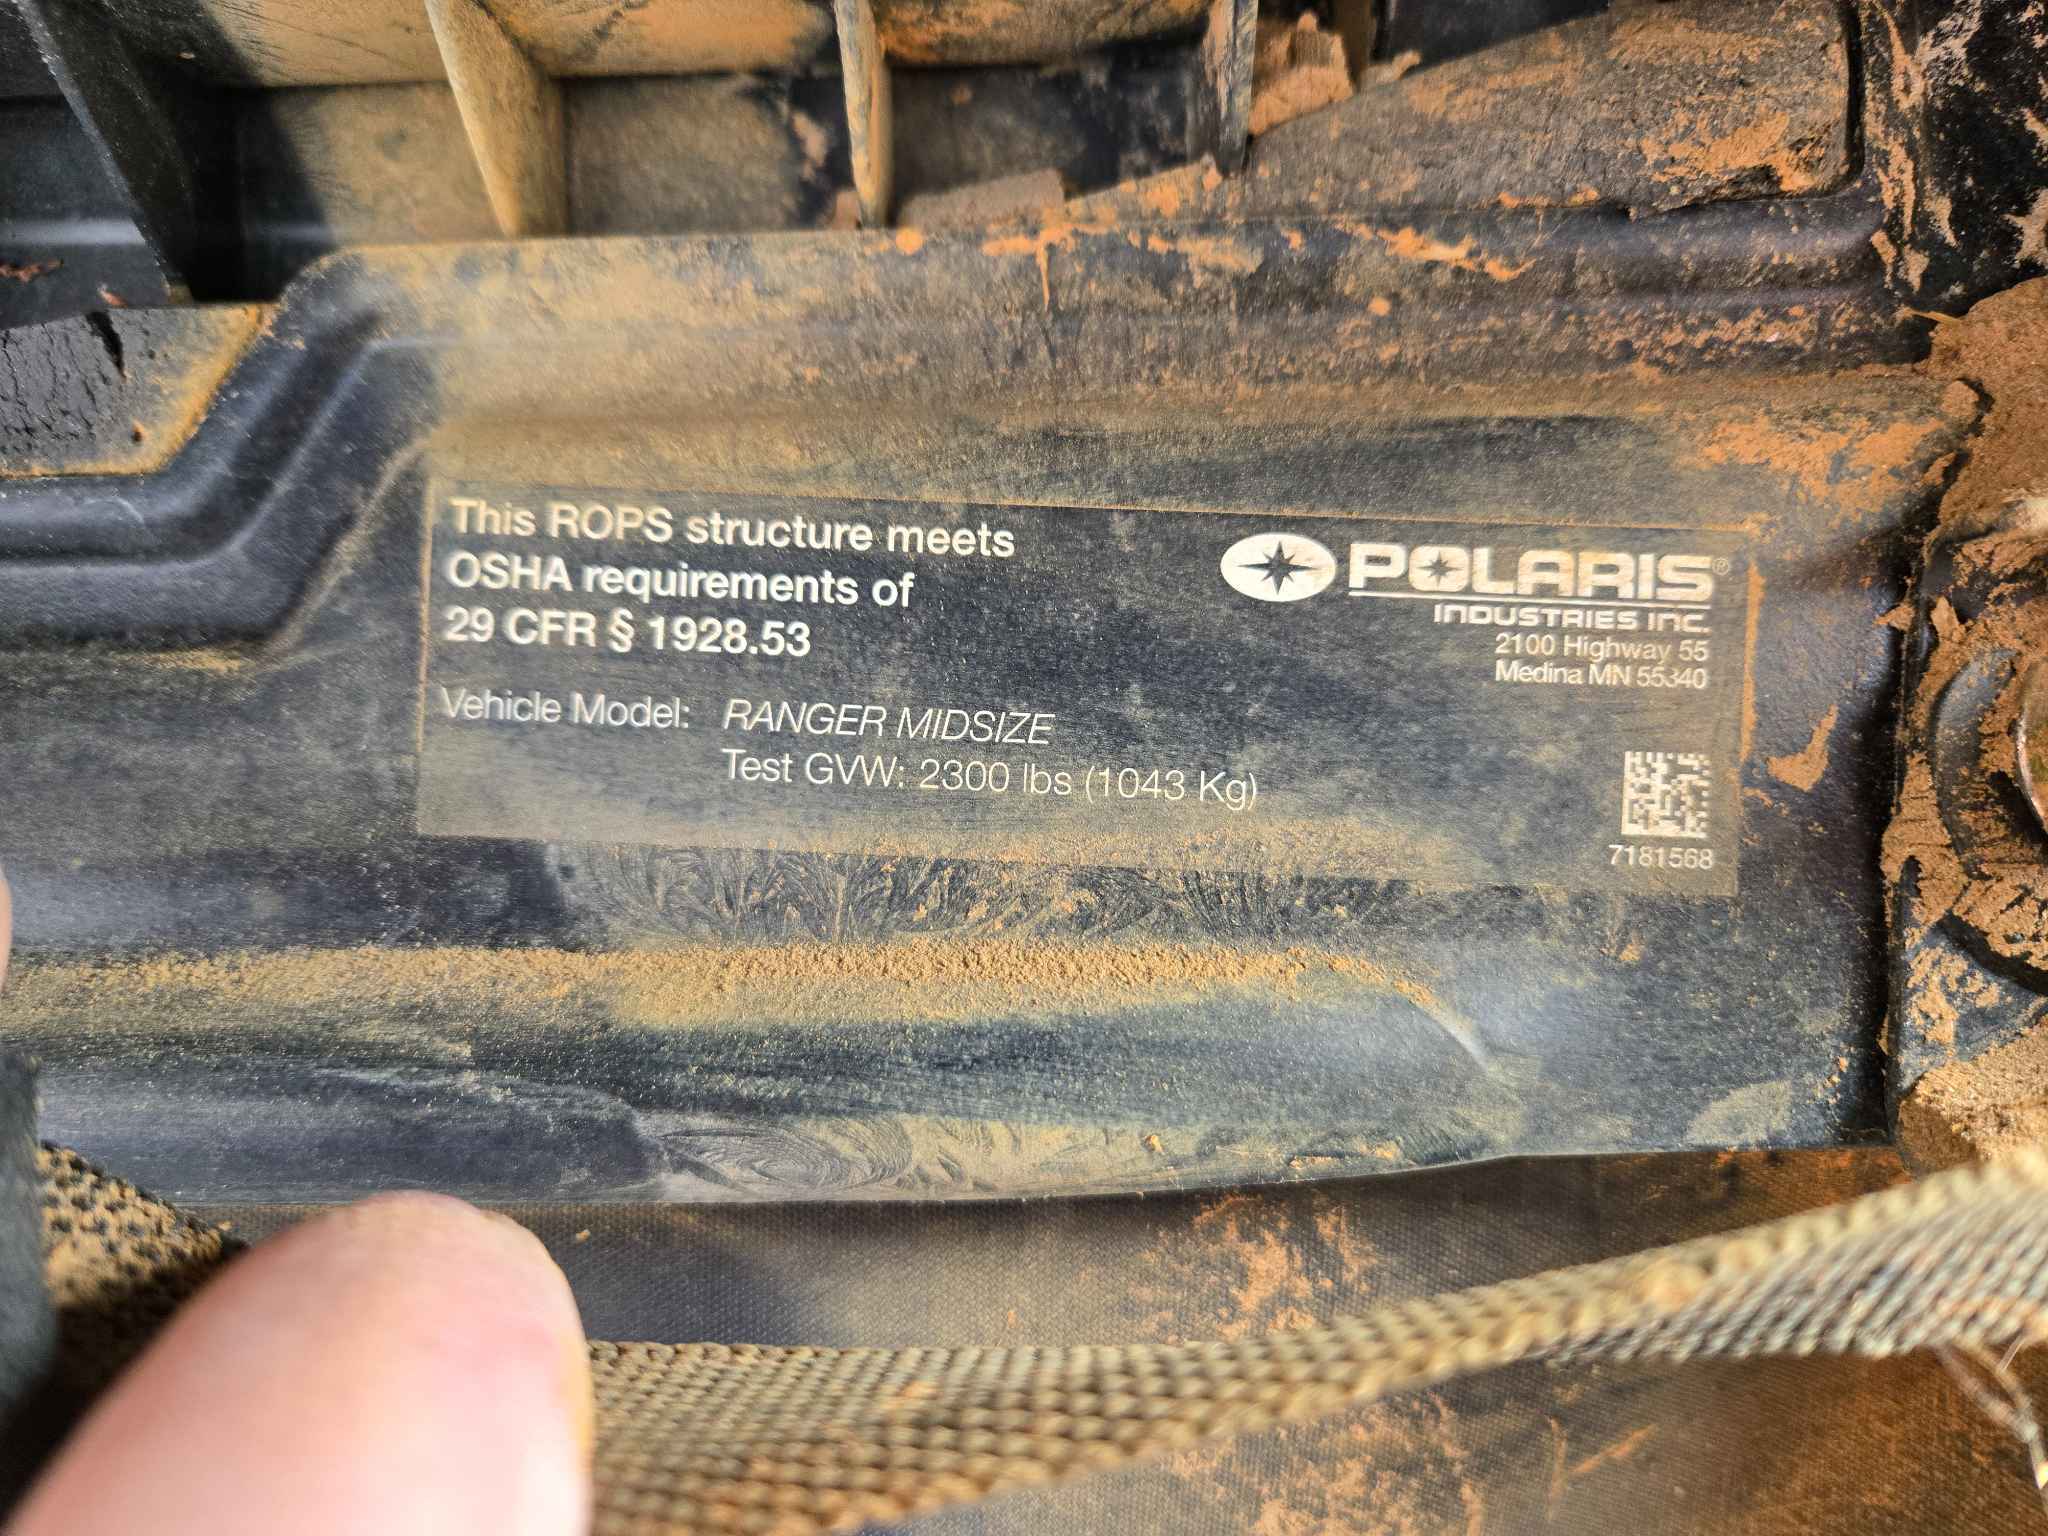 This ROPS structure meets
OSHA requirements of
29 CFR § 1928.53
Vehicle Model: RANGER MIDSIZE
Test GVW: 2300 lbs (1043 Kg)
POLARIS®
INDUSTRIES INC.
2100 Highway 55
Medina MN 55340
7181568